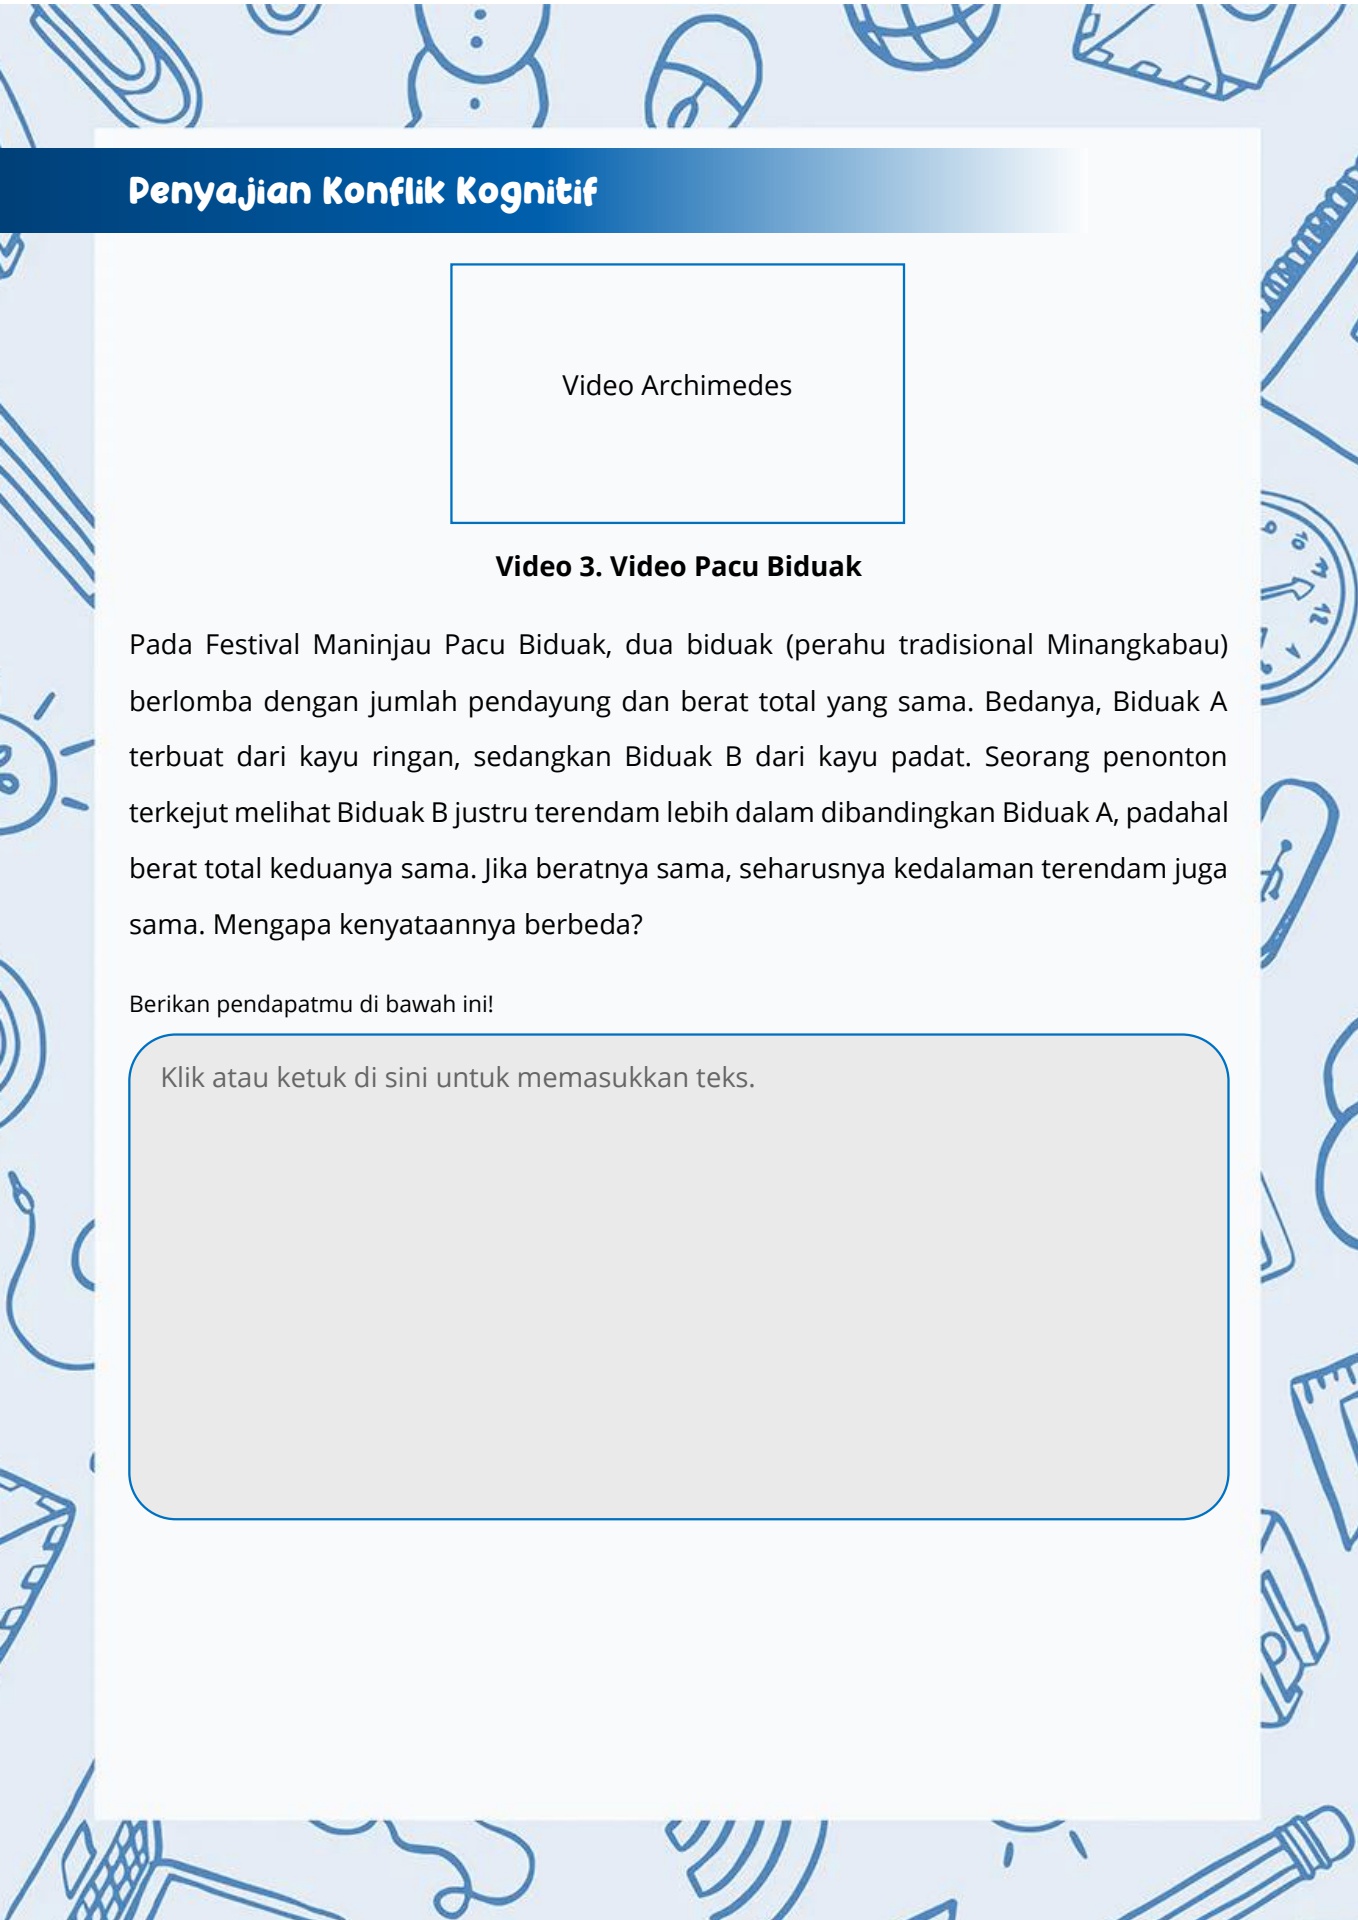 Penyajian Konflik Kognitif
Video Archimedes
Video 3. Video Pacu Biduak
Pada Festival Maninjau Pacu Biduak, dua biduak (perahu tradisional Minangkabau)
berlomba dengan jumlah pendayung dan berat total yang sama. Bedanya, Biduak A
terbuat dari kayu ringan, sedangkan Biduak B dari kayu padat. Seorang penonton
terkejut melihat Biduak B justru terendam lebih dalam dibandingkan Biduak A, padahal
berat total keduanya sama. Jika beratnya sama, seharusnya kedalaman terendam juga
sama. Mengapa kenyataannya berbeda?
Berikan pendapatmu di bawah ini!
Klik atau ketuk di sini untuk memasukkan teks.